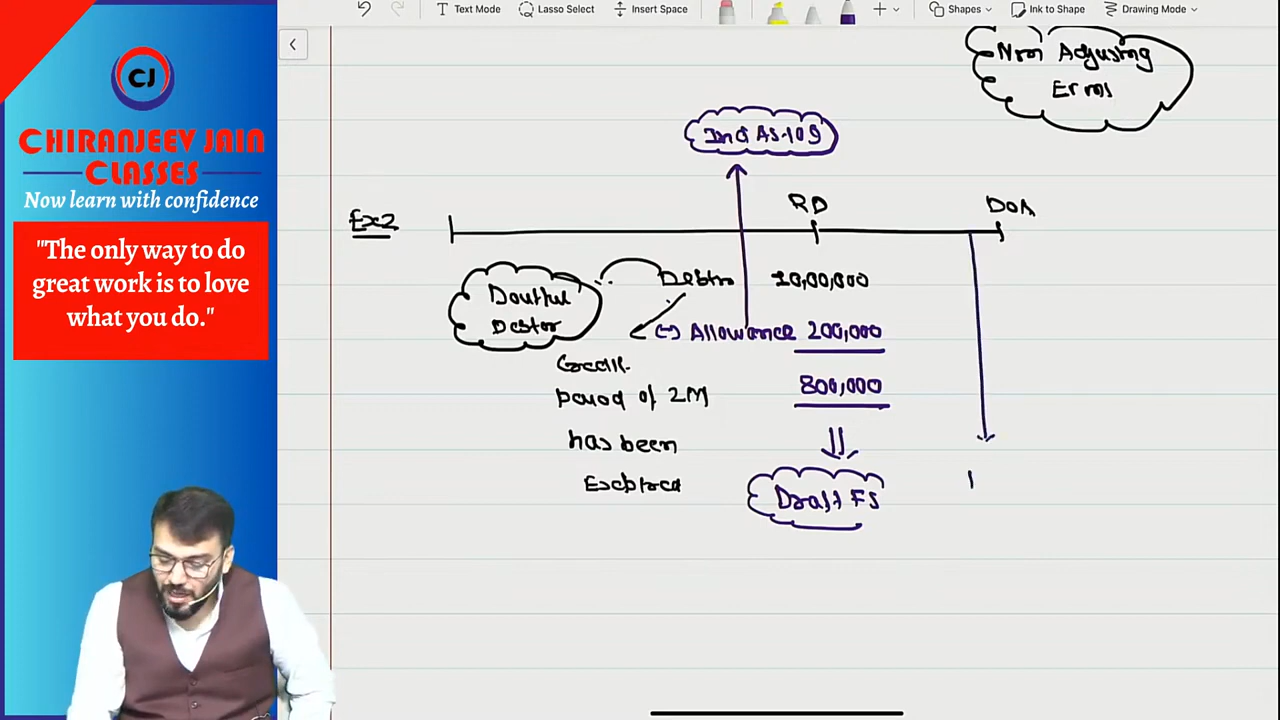 Text Mode
Lasso Select
Insert Space
Shapes
Ink to Shape
Drawing Mode
CJ
CHIRANJEEV JAIN
CLASSES
Now learn with confidence
"The only way to do
great work is to love
what you do."
Non Adjusting
Errors
Ind AS-109
Ex2
RD
DOA
Debtor 10,00,000
Doutful
Debtor
(-) Allowance 200,000
800,000
Credit
period of 2M
has been
Draft FS